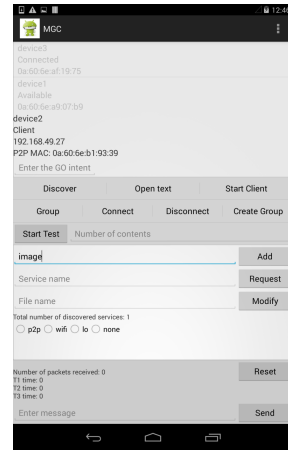 12:46
MGC
device3
Connected
0a:60:6e:af:19:75
device1
Available
0a:60:6e:a9:07:b9
device2
Client
192.168.49.27
P2P MAC: 0a:60:6e:b1:93:39
Enter the GO intent
Discover Open text Start Client
Group Connect Disconnect Create Group
Start Test Number of contents
image Add
Service name Request
File name Modify
Total number of discovered services: 1
p2p wifi lo none
Number of packets received: 0 Reset
T1 time: 0
T2 time: 0
T3 time: 0
Enter message Send